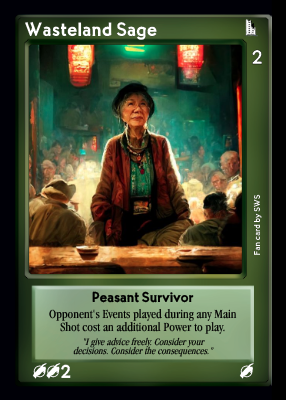 Wasteland Sage
2
Fan card by SWS
Peasant Survivor
Opponent's Events played during any Main
Shot cost an additional Power to play.
"I give advice freely. Consider your
decisions. Consider the consequences."
2